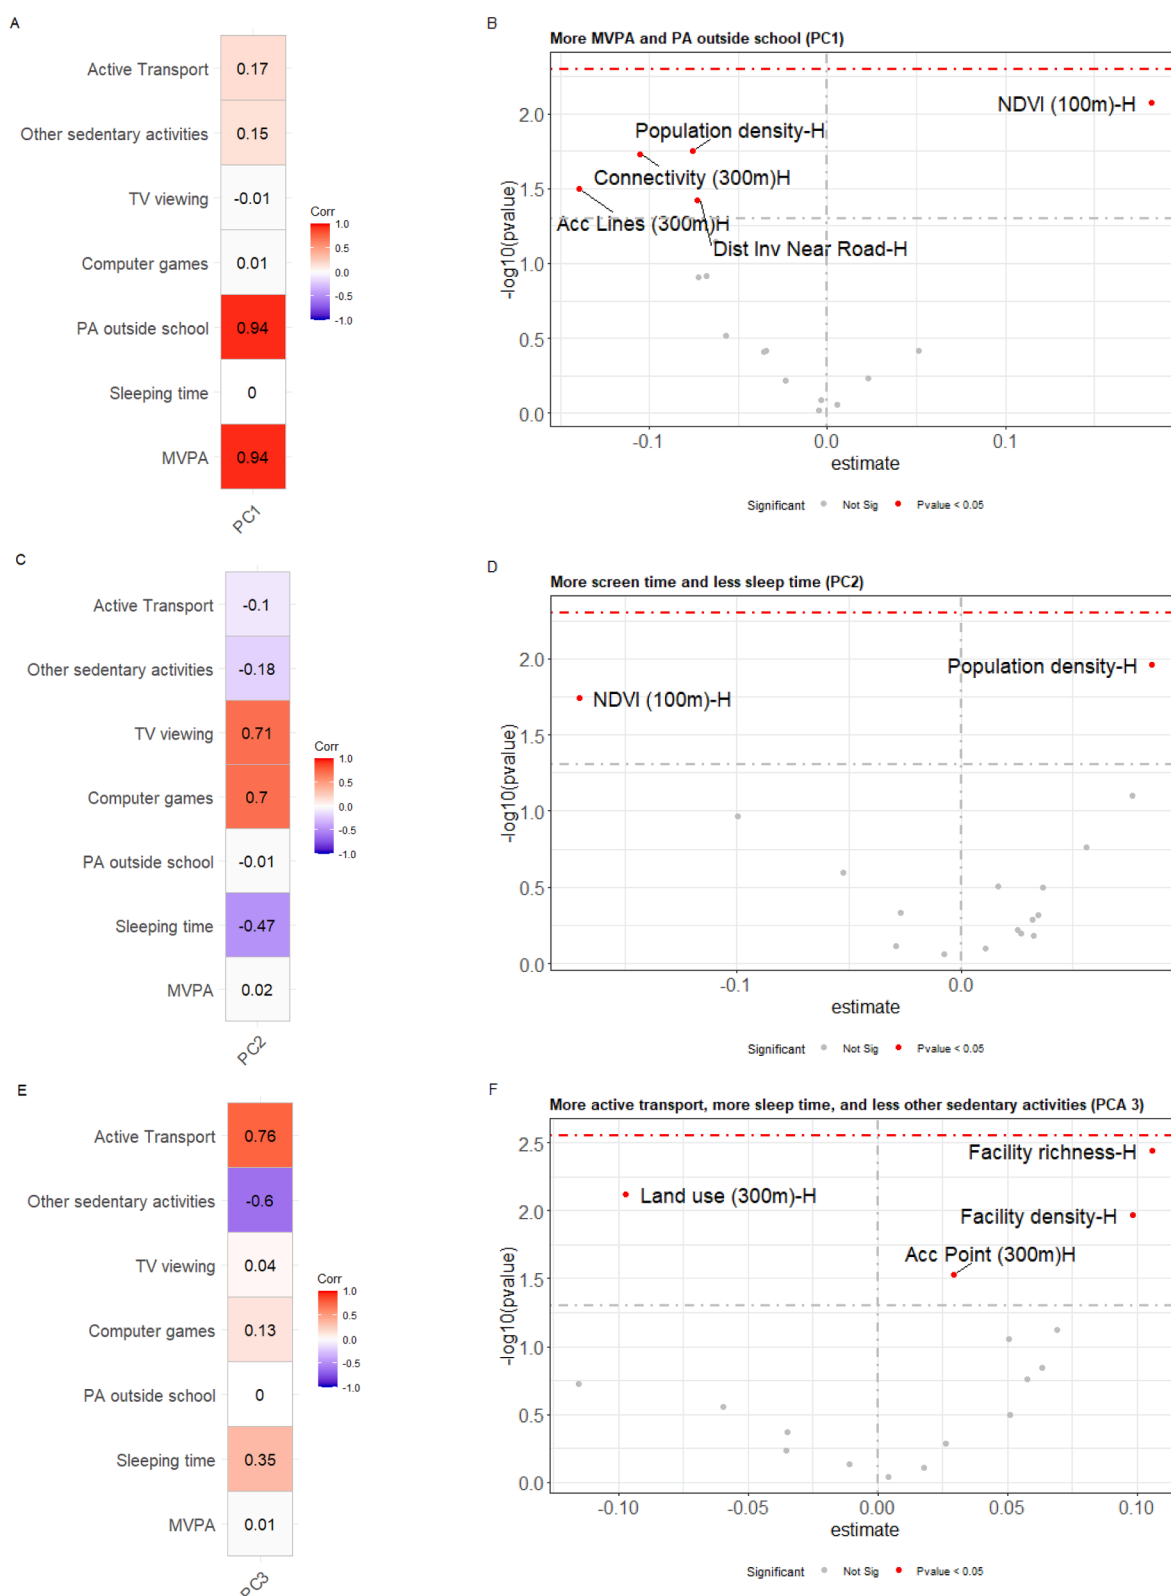 A
Active Transport
0.17
Other sedentary activities
0.15
TV viewing
-0.01
Computer games
0.01
PA outside school
0.94
Sleeping time
0
MVPA
0.94
PC1
Corr
1.0
0.5
0.0
-0.5
-1.0
B
More MVPA and PA outside school (PC1)
-log10(pvalue)
2.0
1.5
1.0
0.5
0.0
NDVI (100m)-H
Population density-H
Connectivity (300m)H
Acc Lines (300m)H
Dist Inv Near Road-H
-0.1
0.0
0.1
estimate
Significant Not Sig Pvalue < 0.05
C
Active Transport
-0.1
Other sedentary activities
-0.18
TV viewing
0.71
Computer games
0.7
PA outside school
-0.01
Sleeping time
-0.47
MVPA
0.02
PC2
Corr
1.0
0.5
0.0
-0.5
-1.0
D
More screen time and less sleep time (PC2)
-log10(pvalue)
2.0
1.5
1.0
0.5
0.0
Population density-H
NDVI (100m)-H
-0.1
0.0
estimate
Significant Not Sig Pvalue < 0.05
E
Active Transport
0.76
Other sedentary activities
-0.6
TV viewing
0.04
Computer games
0.13
PA outside school
0
Sleeping time
0.35
MVPA
0.01
PC3
Corr
1.0
0.5
0.0
-0.5
-1.0
F
More active transport, more sleep time, and less other sedentary activities (PCA 3)
-log10(pvalue)
2.5
2.0
1.5
1.0
0.5
0.0
Facility richness-H
Land use (300m)-H
Facility density-H
Acc Point (300m)H
-0.10
-0.05
0.00
0.05
0.10
estimate
Significant Not Sig Pvalue < 0.05